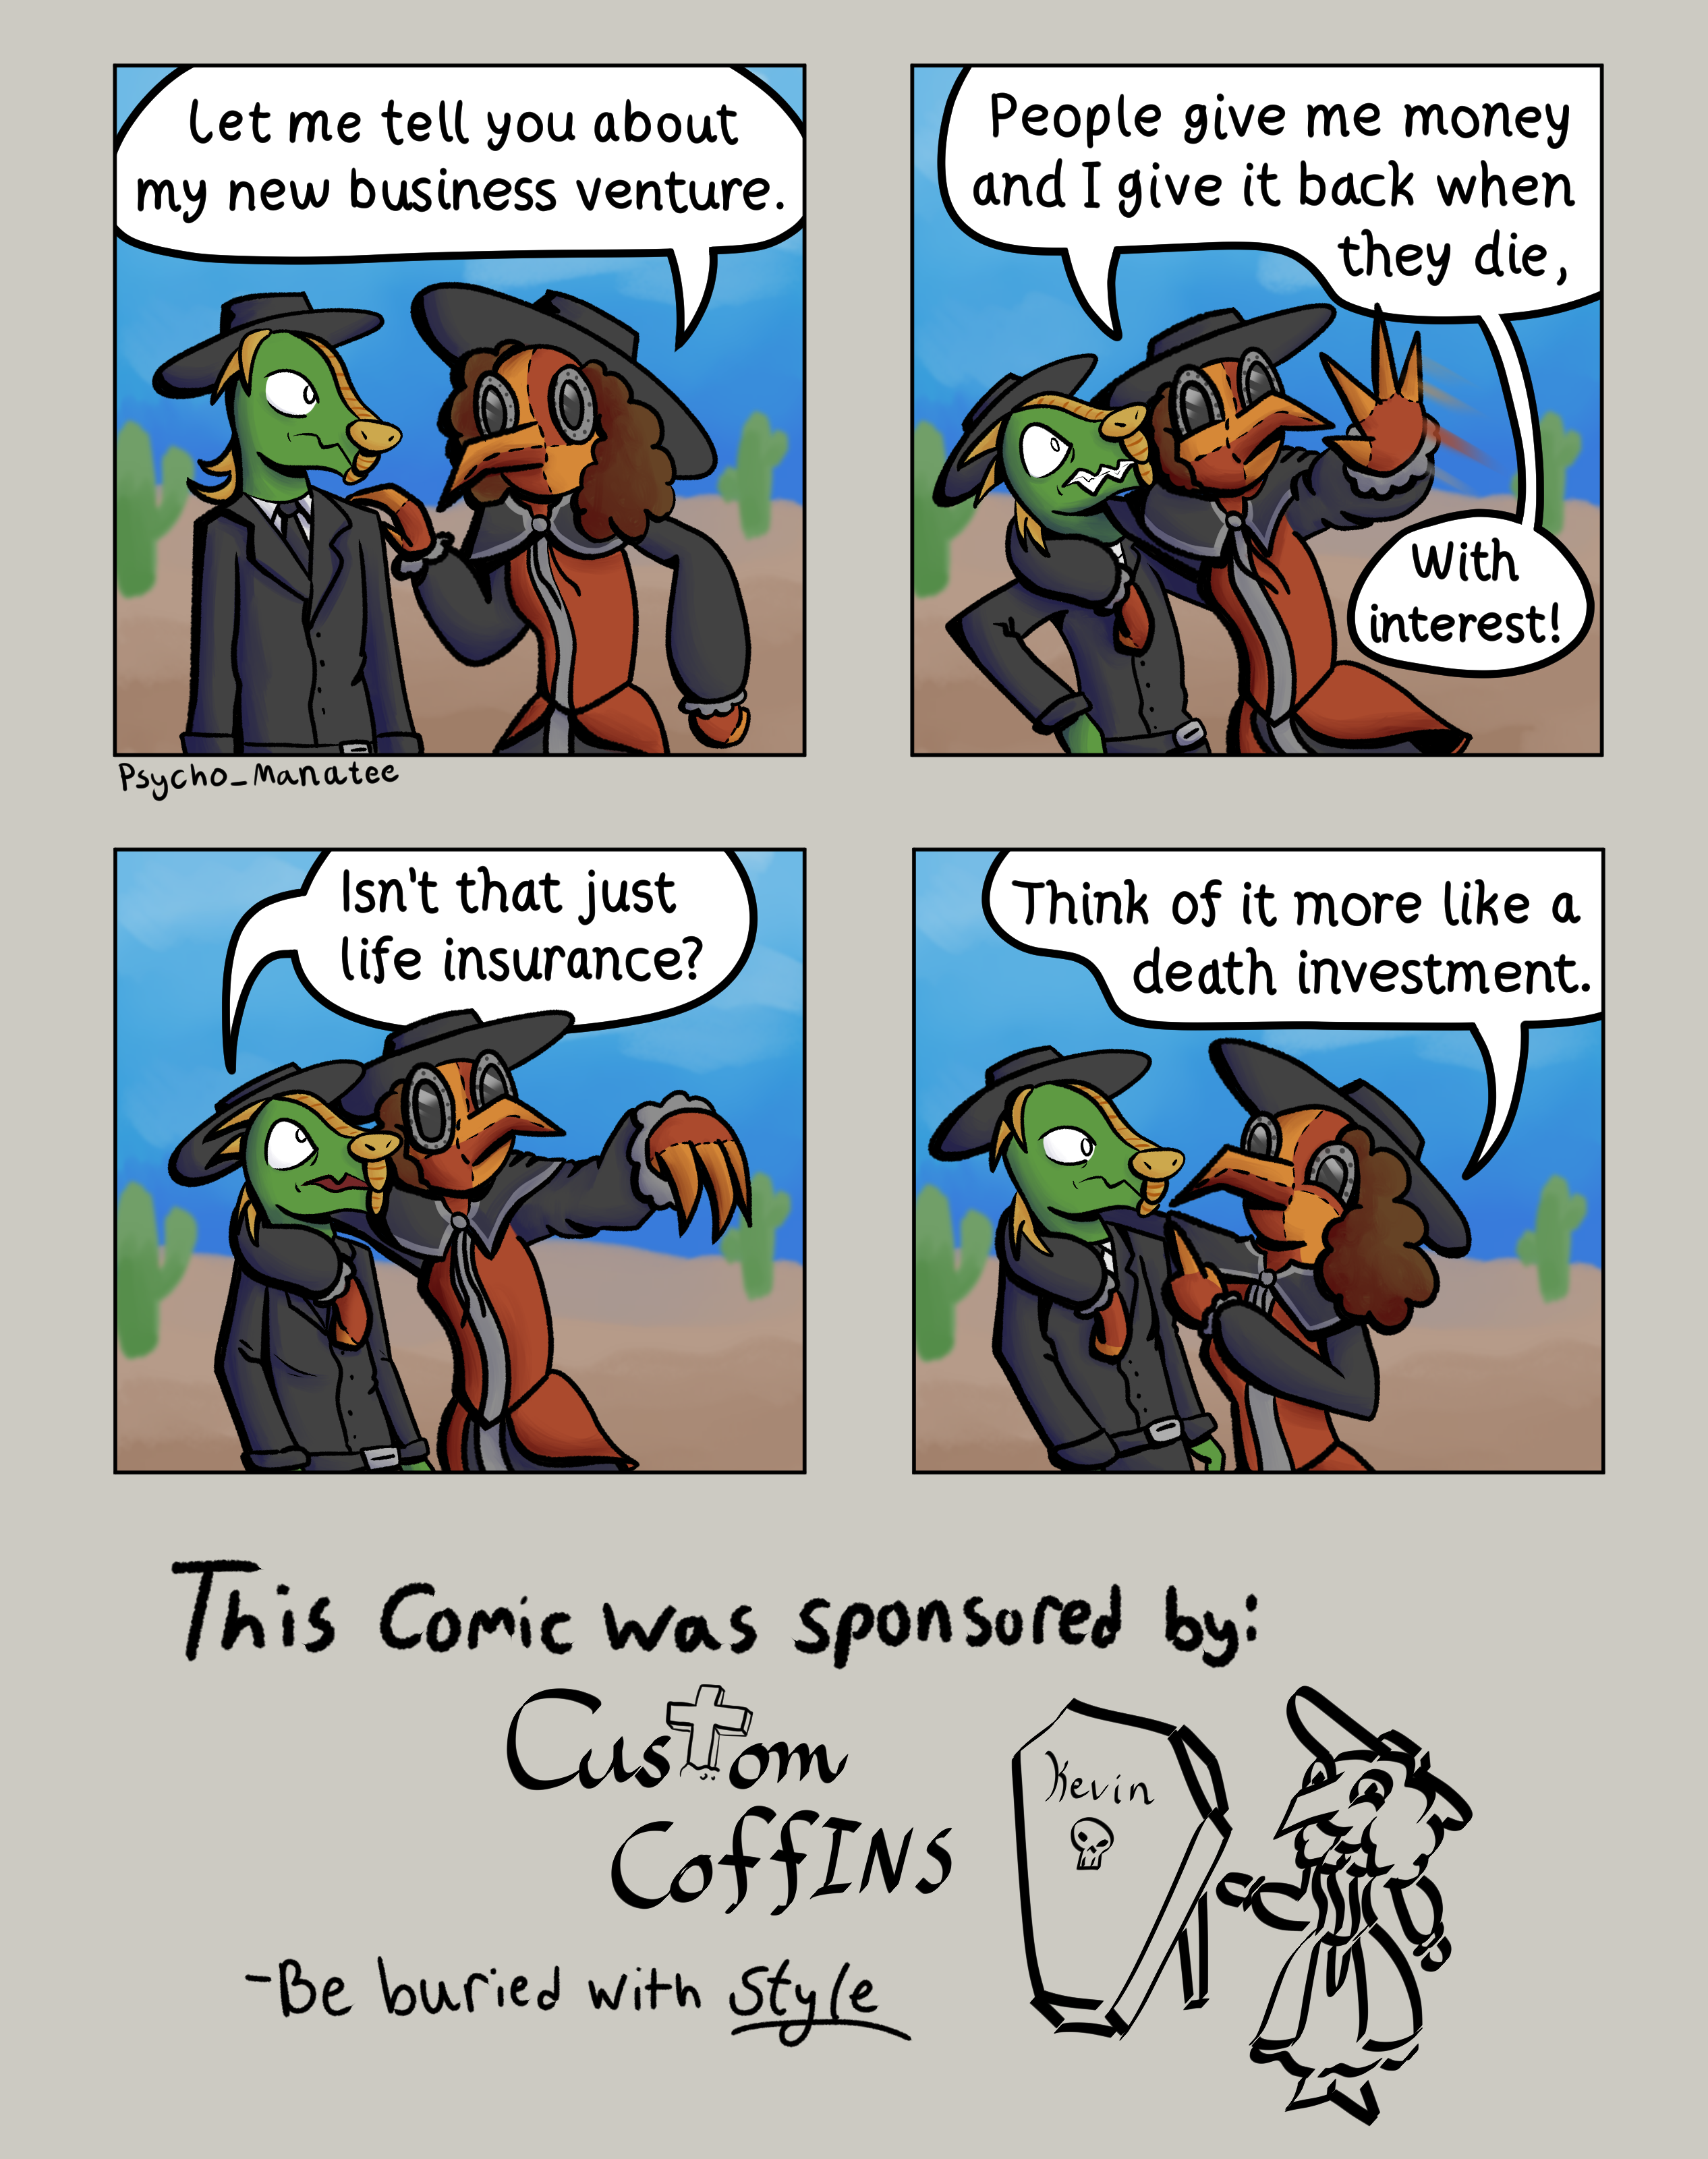 Let me tell you about
my new business venture.
People give me money
and I give it back when
they die,
With
interest!
Psycho_Manatee
Isn't that just
life insurance?
Think of it more like a
death investment.
This Comic was sponsored by:
Custom
CoffINS
Kevin
-Be buried with Style